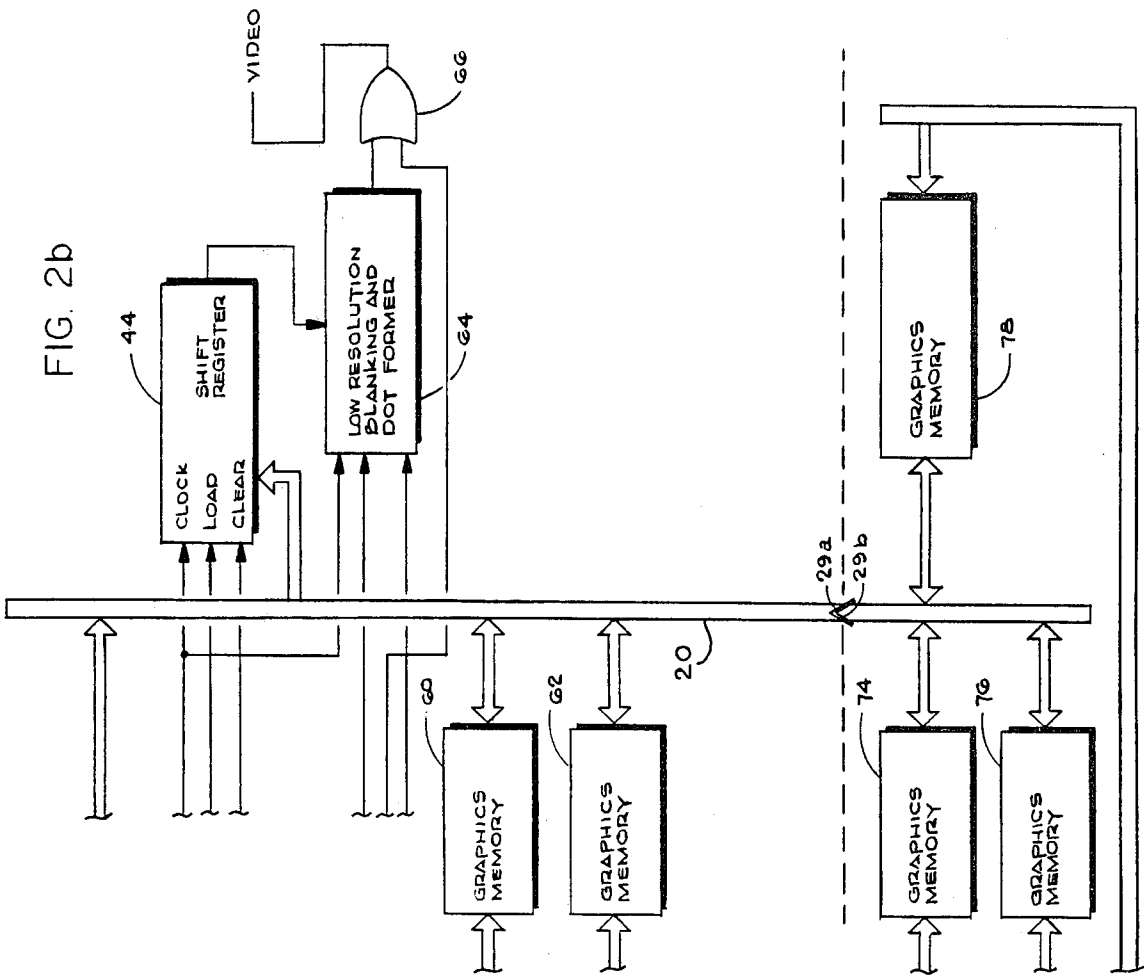 FIG. 2b
VIDEO
66
44
CLOCK
LOAD
CLEAR
SHIFT
REGISTER
LOW RESOLUTION
BLANKING AND
DOT FORMER
64
60
GRAPHICS
MEMORY
62
GRAPHICS
MEMORY
20
29a
29b
74
GRAPHICS
MEMORY
76
GRAPHICS
MEMORY
GRAPHICS
MEMORY
78